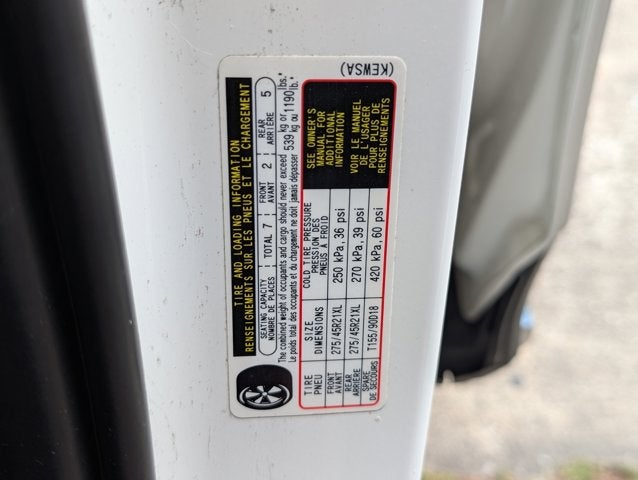 TIRE AND LOADING INFORMATION
RENSEIGNEMENTS SUR LES PNEUS ET LE CHARGEMENT
SEATING CAPACITY
NOMBRE DE PLACES
TOTAL 7
FRONT
AVANT
2
REAR
ARRIÈRE
5
The combined weight of occupants and cargo should never exceed
Le poids total des occupants et du chargement ne doit jamais dépasser
539 kg or 1190 lbs.*
kg ou lb.*
TIRE
PNEU
SIZE
DIMENSIONS
COLD TIRE PRESSURE
PRESSION DES
PNEUS À FROID
SEE OWNER'S
MANUAL FOR
ADDITIONAL
INFORMATION
VOIR LE MANUEL
DE L'USAGER
POUR PLUS DE
RENSEIGNEMENTS
FRONT
AVANT
275/45R21XL
250 kPa, 36 psi
REAR
ARRIÈRE
275/45R21XL
270 kPa, 39 psi
SPARE
DE SECOURS
T155/90D18
420 kPa, 60 psi
(KEWSA)